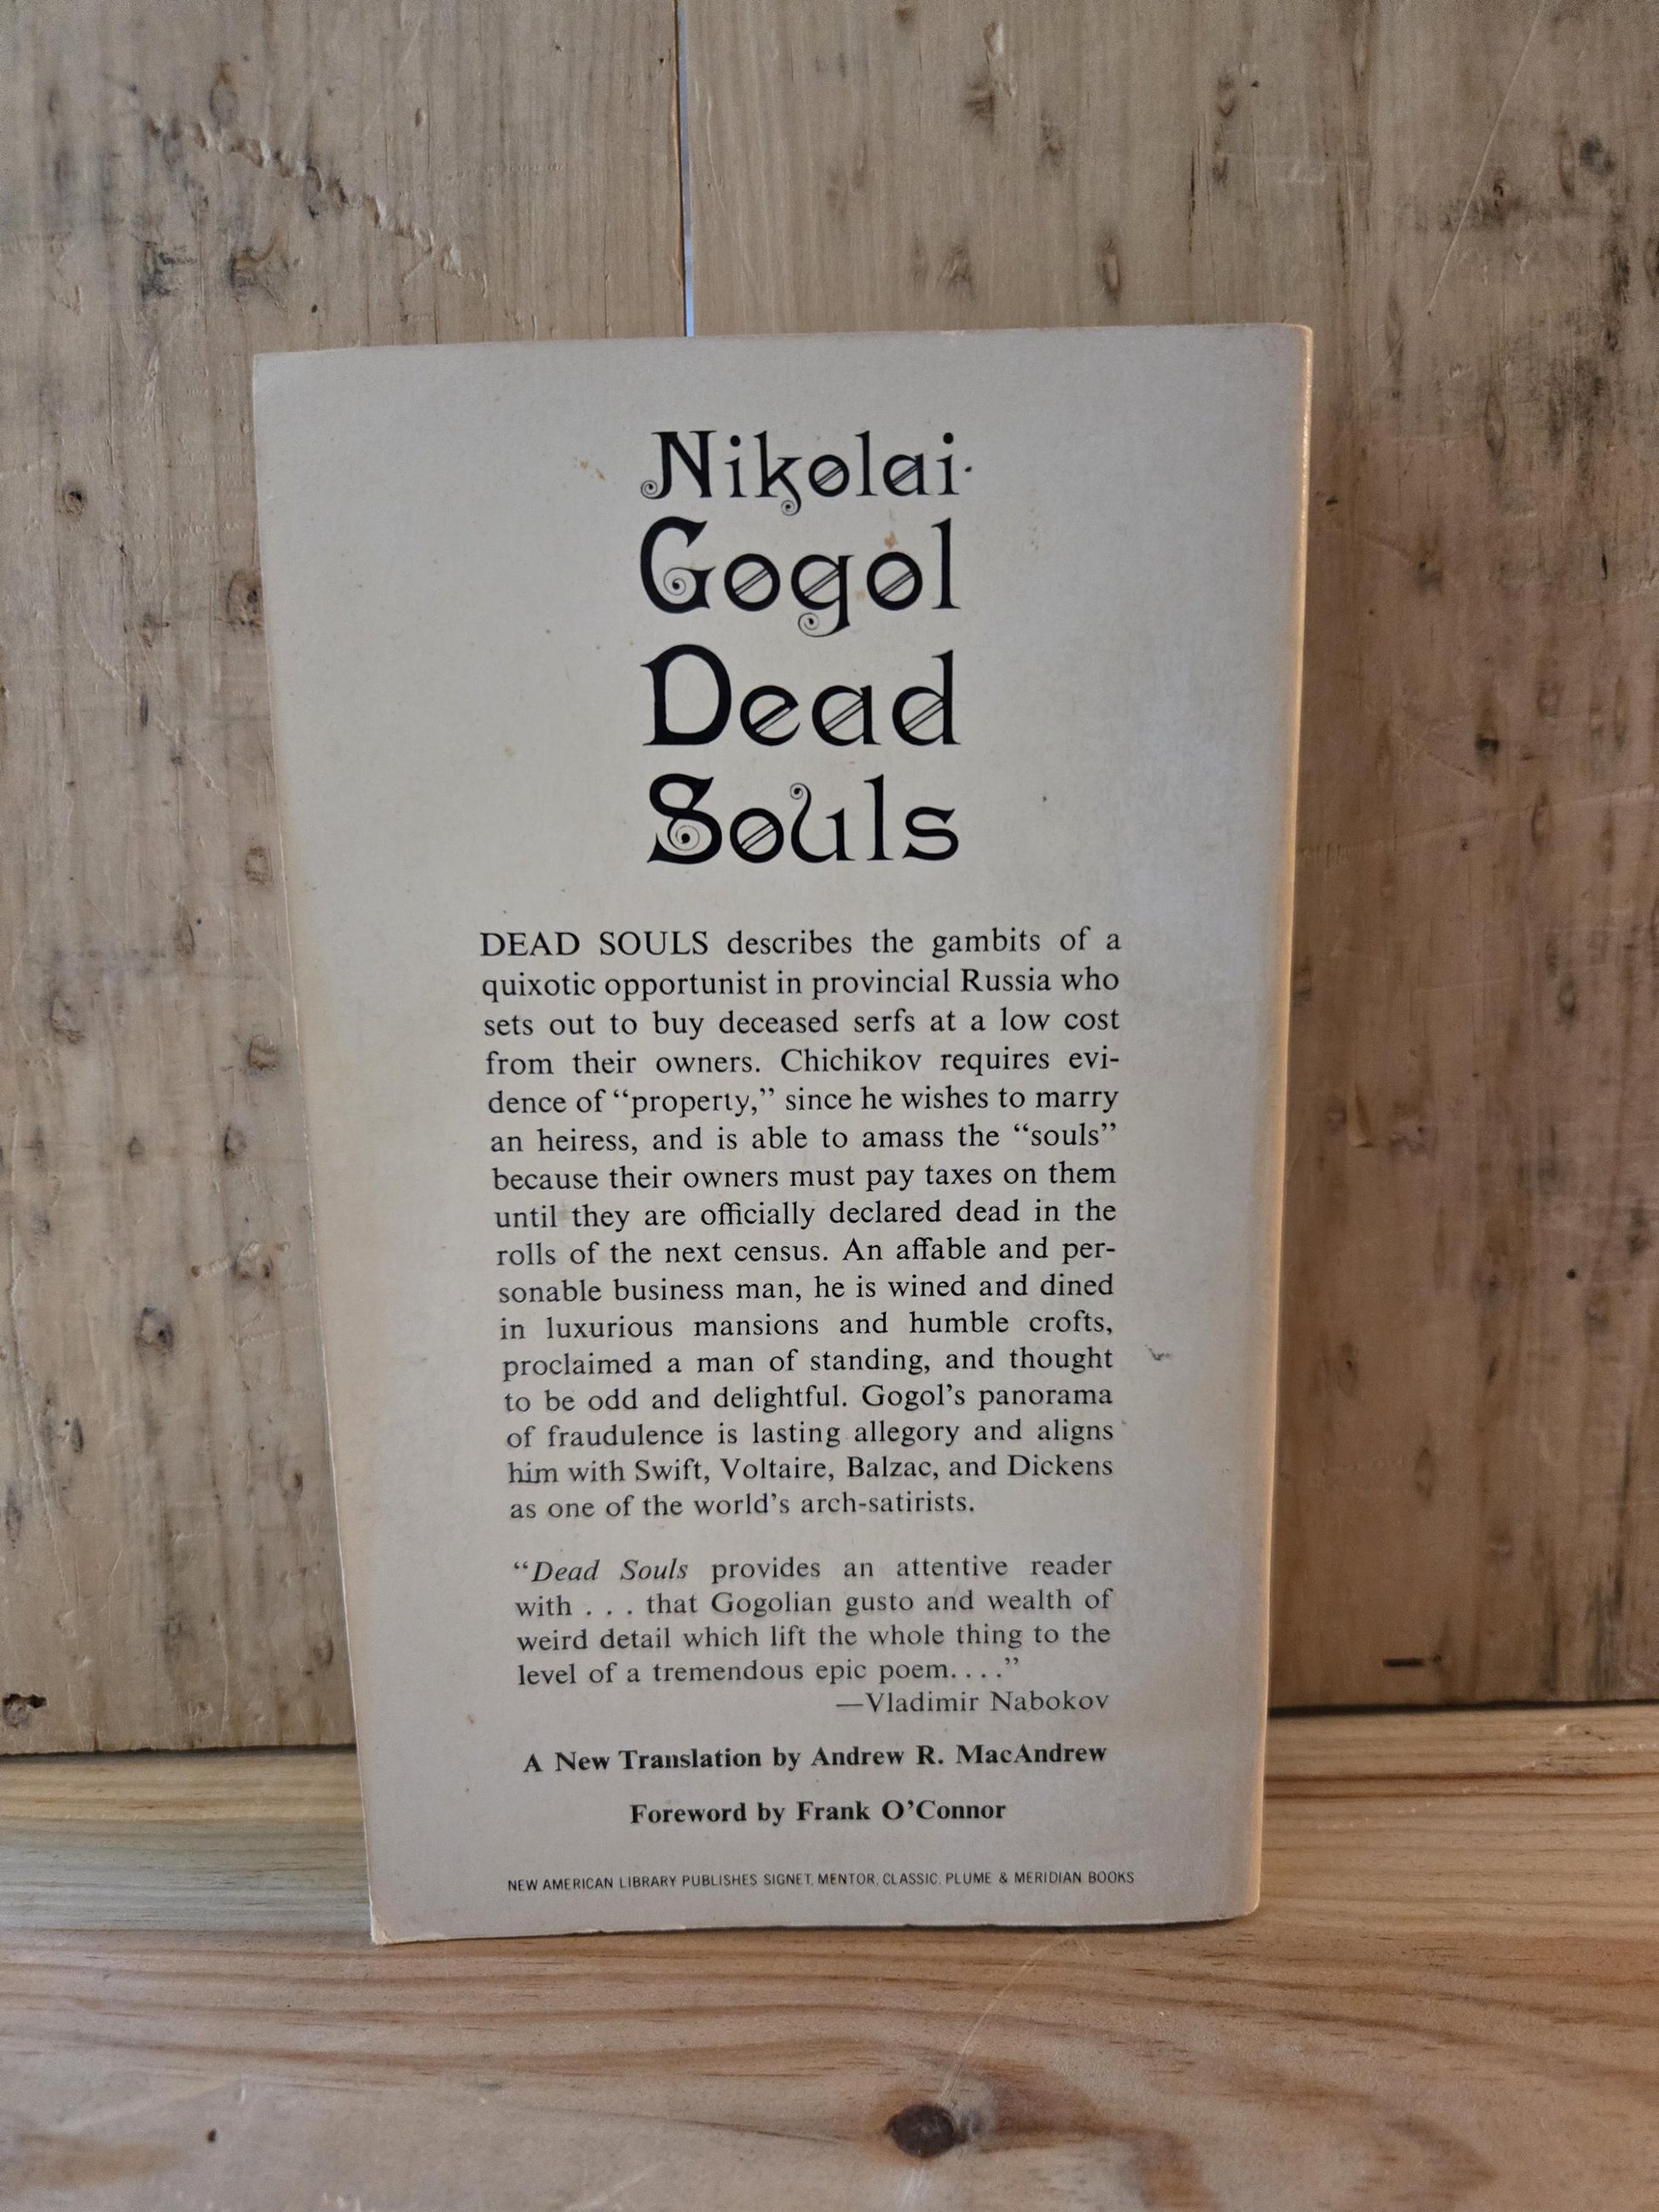 Nikolai
Gogol
Dead
Souls
DEAD SOULS describes the gambits of a
quixotic opportunist in provincial Russia who
sets out to buy deceased serfs at a low cost
from their owners. Chichikov requires evi-
dence of “property,” since he wishes to marry
an heiress, and is able to amass the “souls”
because their owners must pay taxes on them
until they are officially declared dead in the
rolls of the next census. An affable and per-
sonable business man, he is wined and dined
in luxurious mansions and humble crofts,
proclaimed a man of standing, and thought
to be odd and delightful. Gogol’s panorama
of fraudulence is lasting allegory and aligns
him with Swift, Voltaire, Balzac, and Dickens
as one of the world’s arch-satirists.
“Dead Souls provides an attentive reader
with . . . that Gogolian gusto and wealth of
weird detail which lift the whole thing to the
level of a tremendous epic poem. . . .”
—Vladimir Nabokov
A New Translation by Andrew R. MacAndrew
Foreword by Frank O’Connor
NEW AMERICAN LIBRARY PUBLISHES SIGNET, MENTOR, CLASSIC, PLUME & MERIDIAN BOOKS